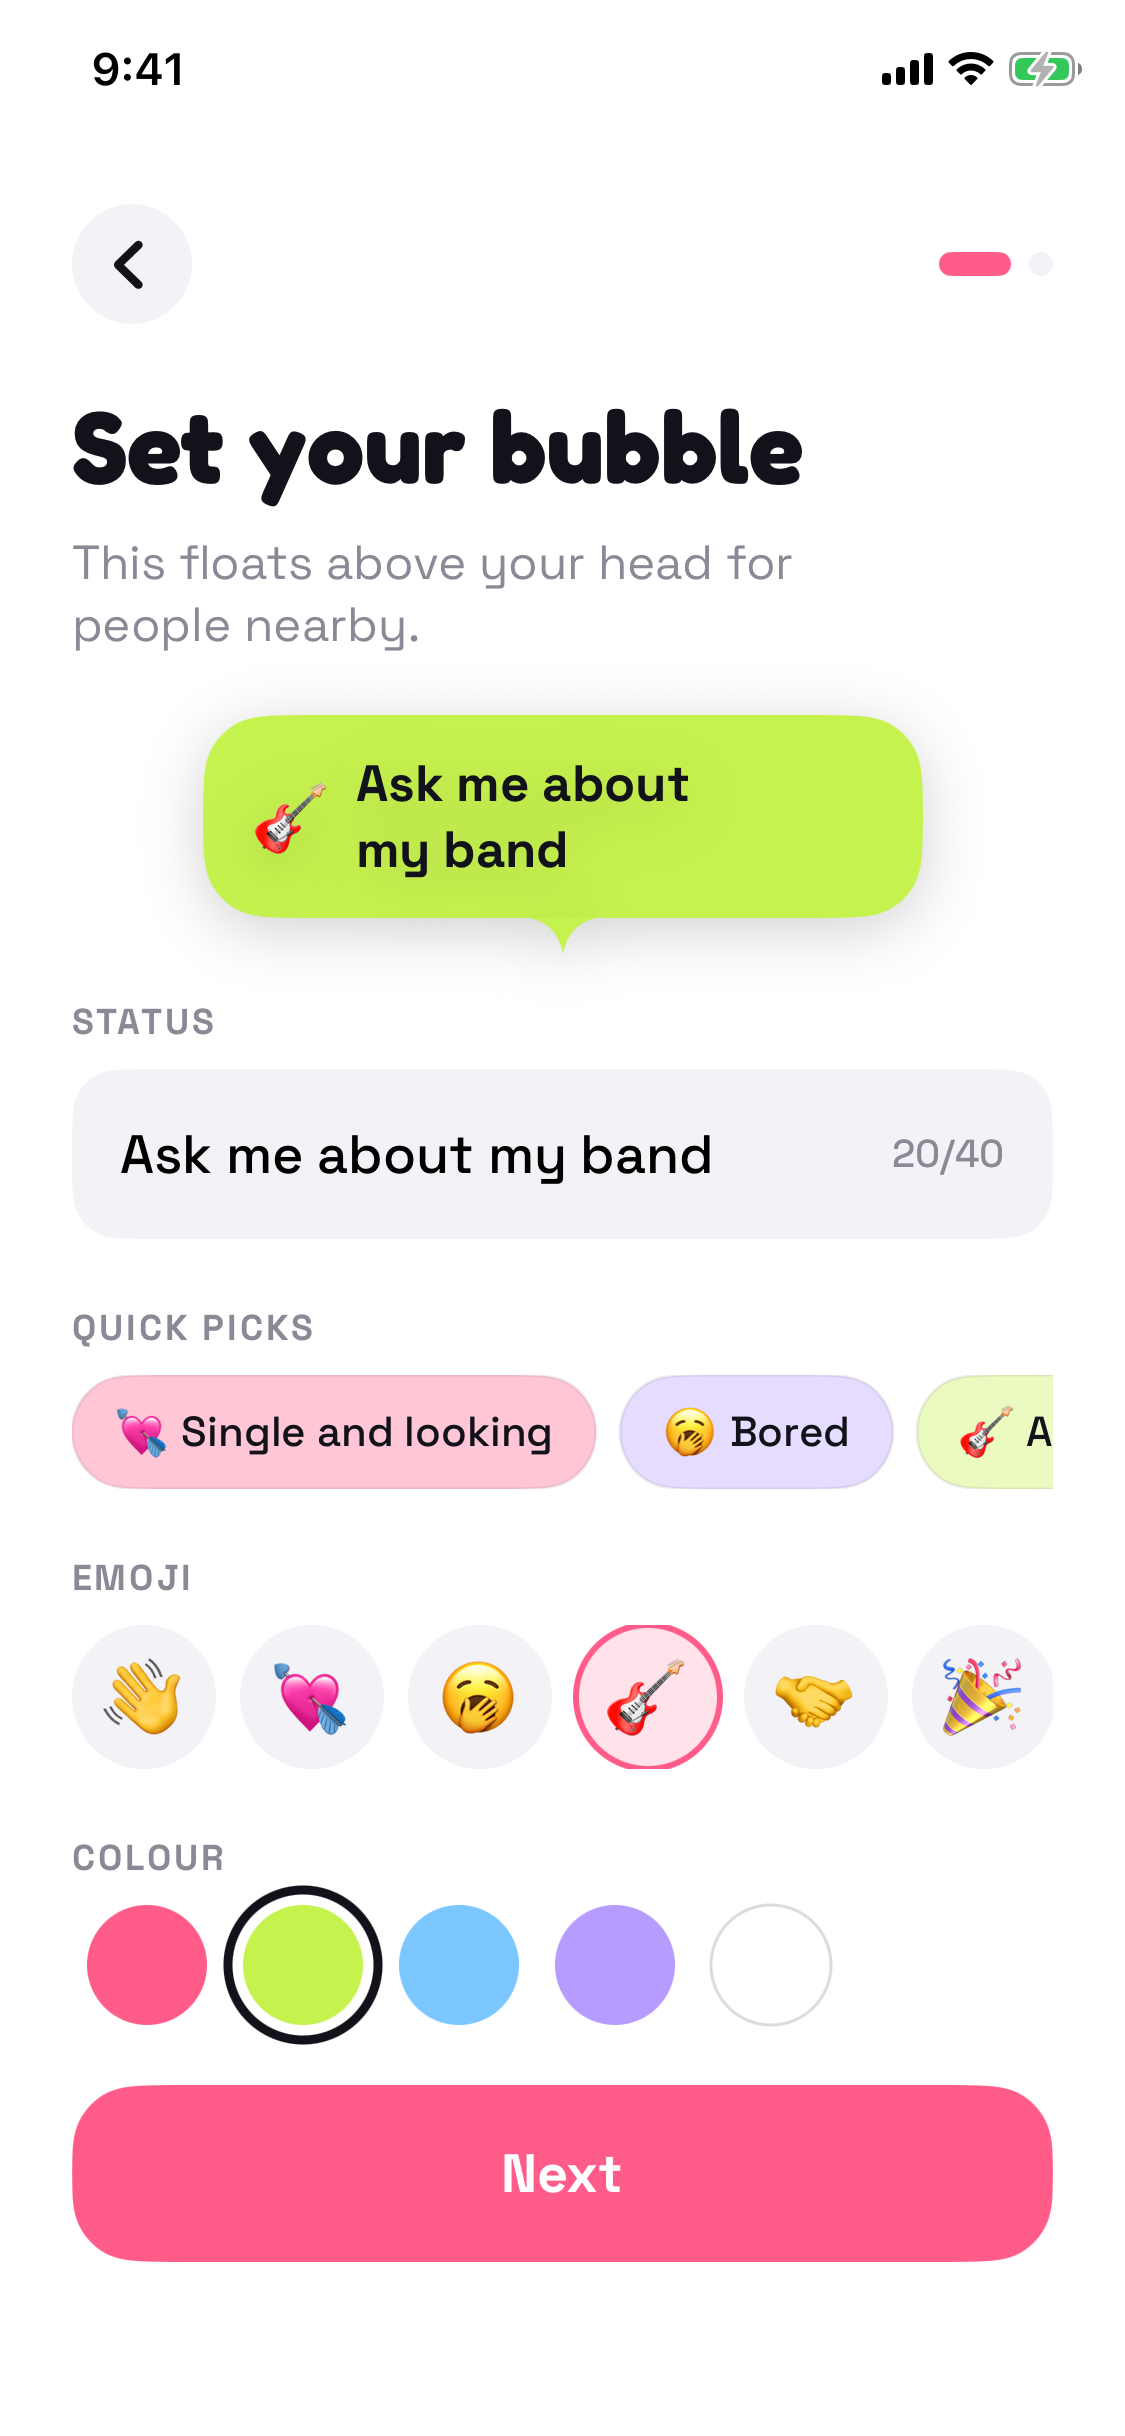 9:41
Set your bubble
This floats above your head for
people nearby.
Ask me about
my band
STATUS
Ask me about my band 20/40
QUICK PICKS
Single and looking Bored A
EMOJI
COLOUR
Next